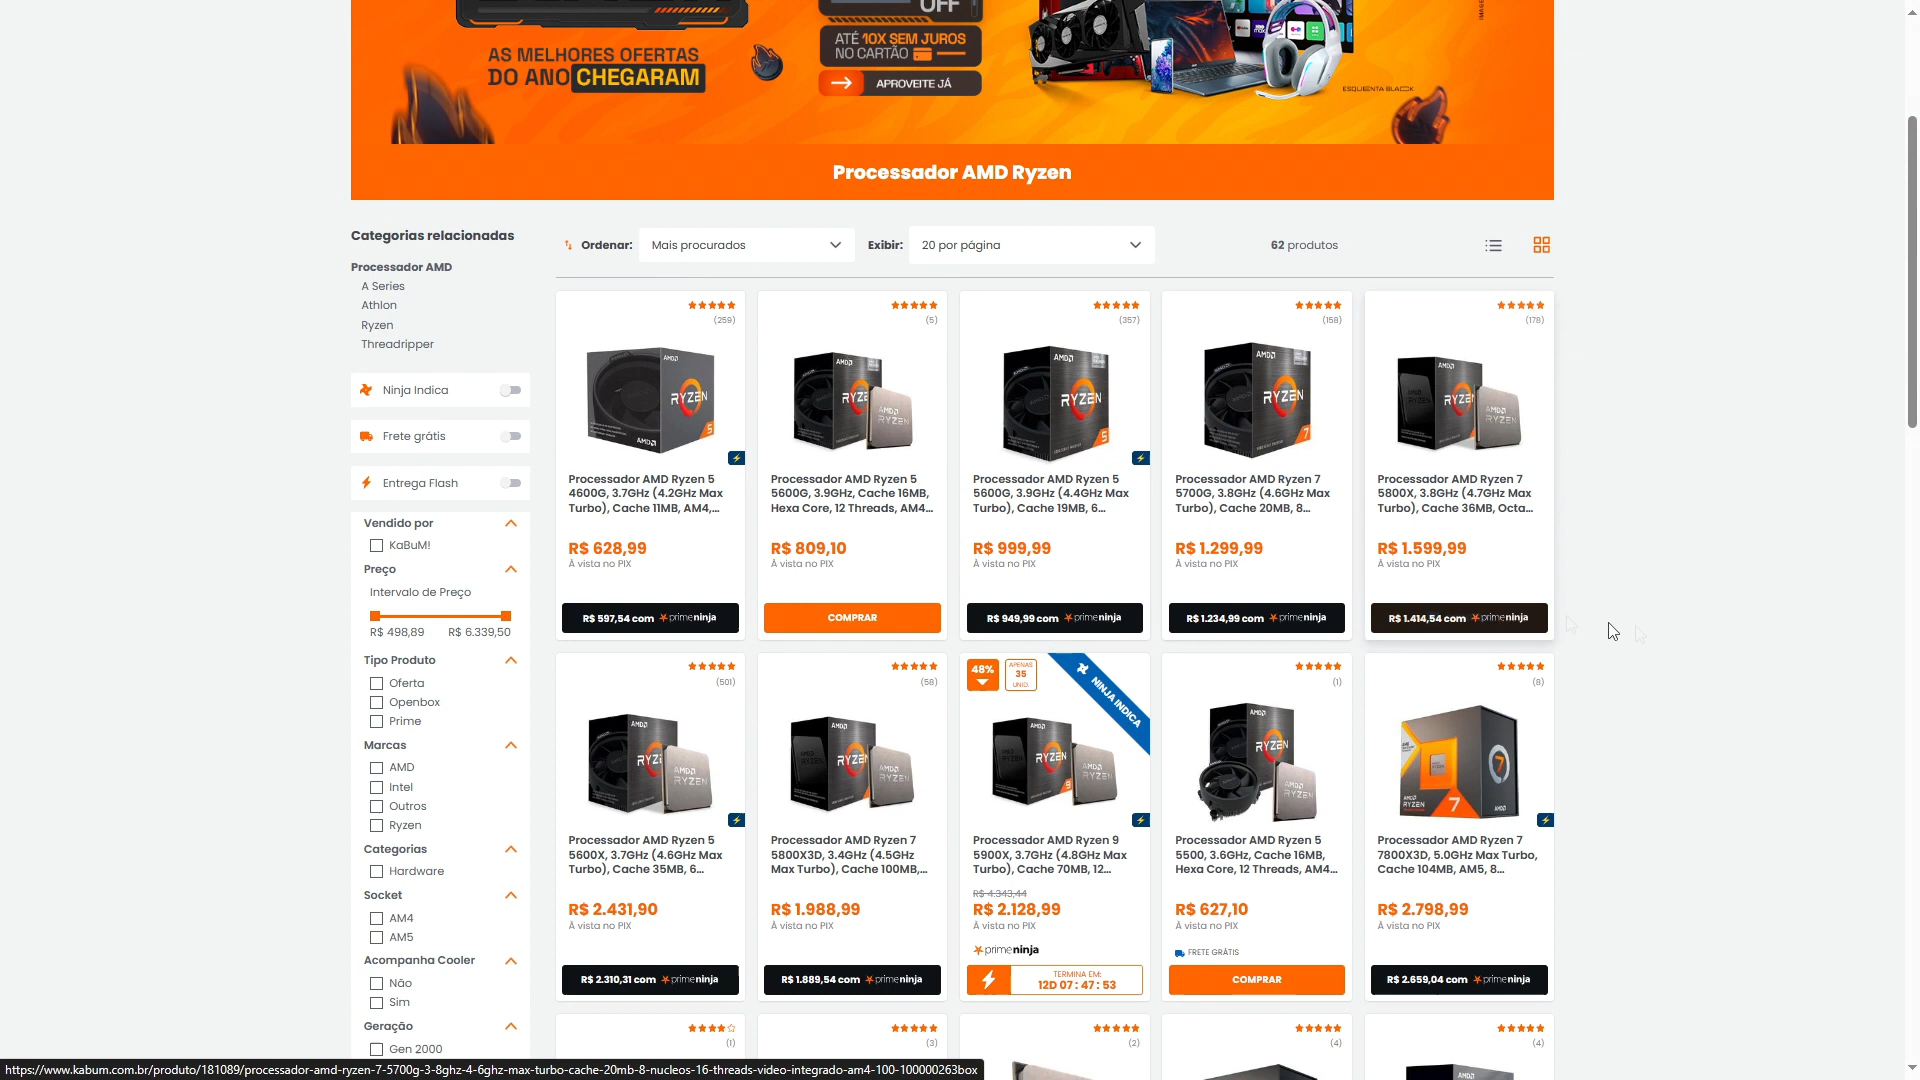 OFF
AS MELHORES OFERTAS
DO ANO CHEGARAM
ATÉ 10X SEM JUROS
NO CARTÃO
APROVEITE JÁ
ESQUENTA BLACK
Processador AMD Ryzen
Categorias relacionadas
Processador AMD
A Series
Athlon
Ryzen
Threadripper
Ninja Indica
Frete grátis
Entrega Flash
Vendido por
KaBuM!
Preço
Intervalo de Preço
R$ 498,89 R$ 6.339,50
Tipo Produto
Oferta
Openbox
Prime
Marcas
AMD
Intel
Outros
Ryzen
Categorias
Hardware
Socket
AM4
AM5
Acompanha Cooler
Não
Sim
Geração
Gen 2000
Ordenar: Mais procurados Exibir: 20 por página 62 produtos
(259)
Processador AMD Ryzen 5
4600G, 3.7GHz (4.2GHz Max
Turbo), Cache 11MB, AM4,...
R$ 628,99
À vista no PIX
R$ 597,54 com primeninja
(5)
Processador AMD Ryzen 5
5600G, 3.9GHz, Cache 16MB,
Hexa Core, 12 Threads, AM4...
R$ 809,10
À vista no PIX
COMPRAR
(357)
Processador AMD Ryzen 5
5600G, 3.9GHz (4.4GHz Max
Turbo), Cache 19MB, 6...
R$ 999,99
À vista no PIX
R$ 949,99 com primeninja
(158)
Processador AMD Ryzen 7
5700G, 3.8GHz (4.6GHz Max
Turbo), Cache 20MB, 8...
R$ 1.299,99
À vista no PIX
R$ 1.234,99 com primeninja
(178)
Processador AMD Ryzen 7
5800X, 3.8GHz (4.7GHz Max
Turbo), Cache 36MB, Octa...
R$ 1.599,99
À vista no PIX
R$ 1.414,54 com primeninja
(501)
Processador AMD Ryzen 5
5600X, 3.7GHz (4.6GHz Max
Turbo), Cache 35MB, 6...
R$ 2.431,90
À vista no PIX
R$ 2.310,31 com primeninja
(58)
Processador AMD Ryzen 7
5800X3D, 3.4GHz (4.5GHz
Max Turbo), Cache 100MB,...
R$ 1.988,99
À vista no PIX
R$ 1.889,54 com primeninja
48%
APENAS
35
UNID.
NINJA INDICA
Processador AMD Ryzen 9
5900X, 3.7GHz (4.8GHz Max
Turbo), Cache 70MB, 12...
R$ 4.343,44
R$ 2.128,99
À vista no PIX
primeninja
TERMINA EM:
12D 07 : 47 : 53
(1)
Processador AMD Ryzen 5
5500, 3.6GHz, Cache 16MB,
Hexa Core, 12 Threads, AM4...
R$ 627,10
À vista no PIX
FRETE GRÁTIS
COMPRAR
(8)
Processador AMD Ryzen 7
7800X3D, 5.0GHz Max Turbo,
Cache 104MB, AM5, 8...
R$ 2.798,99
À vista no PIX
R$ 2.659,04 com primeninja
(1)
(3)
(2)
(4)
(4)
https://www.kabum.com.br/produto/181089/processador-amd-ryzen-7-5700g-3-8ghz-4-6ghz-max-turbo-cache-20mb-8-nucleos-16-threads-video-integrado-am4-100-100000263box